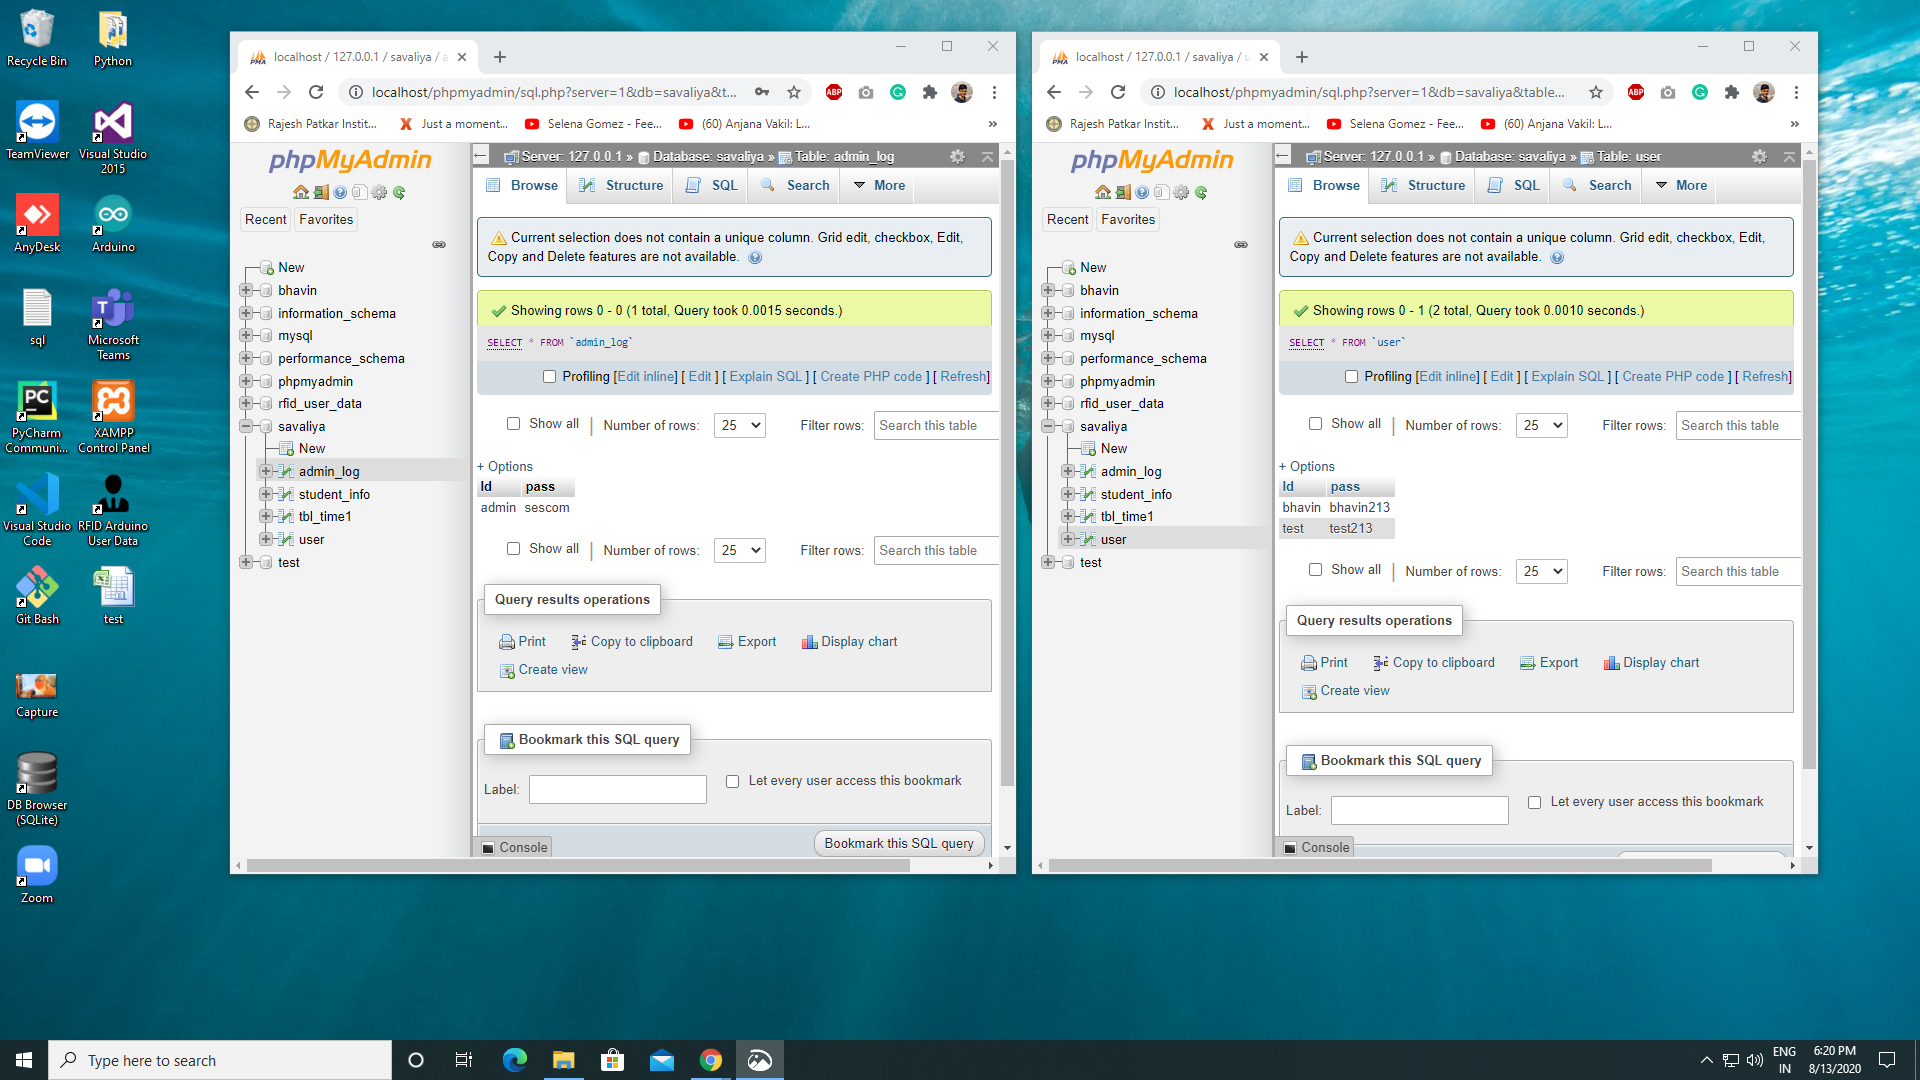 Recycle Bin
Python
TeamViewer
Visual Studio
2015
AnyDesk
Arduino
sql
Microsoft
Teams
PyCharm
Communi...
XAMPP
Control Panel
Visual Studio
Code
RFID Arduino
User Data
Git Bash
test
Capture
DB Browser
(SQLite)
Zoom
localhost / 127.0.0.1 / savaliya / a
localhost/phpmyadmin/sql.php?server=1&db=savaliya&t...
ABP
Rajesh Patkar Instit...
Just a moment...
Selena Gomez - Fee...
(60) Anjana Vakil: L...
»
phpMyAdmin
Recent
Favorites
New
bhavin
information_schema
mysql
performance_schema
phpmyadmin
rfid_user_data
savaliya
New
admin_log
student_info
tbl_time1
user
test
Server: 127.0.0.1 » Database: savaliya » Table: admin_log
Browse
Structure
SQL
Search
More
Current selection does not contain a unique column. Grid edit, checkbox, Edit,
Copy and Delete features are not available.
Showing rows 0 - 0 (1 total, Query took 0.0015 seconds.)
SELECT * FROM `admin_log`
Profiling [Edit inline] [ Edit ] [ Explain SQL ] [ Create PHP code ] [ Refresh]
Show all | Number of rows: 25 Filter rows: Search this table
+ Options
Id pass
admin sescom
Show all | Number of rows: 25 Filter rows: Search this table
Query results operations
Print Copy to clipboard Export Display chart
Create view
Bookmark this SQL query
Label: Let every user access this bookmark
Console
Bookmark this SQL query
localhost / 127.0.0.1 / savaliya / u
localhost/phpmyadmin/sql.php?server=1&db=savaliya&table...
ABP
Rajesh Patkar Instit...
Just a moment...
Selena Gomez - Fee...
(60) Anjana Vakil: L...
»
phpMyAdmin
Recent
Favorites
New
bhavin
information_schema
mysql
performance_schema
phpmyadmin
rfid_user_data
savaliya
New
admin_log
student_info
tbl_time1
user
test
Server: 127.0.0.1 » Database: savaliya » Table: user
Browse
Structure
SQL
Search
More
Current selection does not contain a unique column. Grid edit, checkbox, Edit,
Copy and Delete features are not available.
Showing rows 0 - 1 (2 total, Query took 0.0010 seconds.)
SELECT * FROM `user`
Profiling [Edit inline] [ Edit ] [ Explain SQL ] [ Create PHP code ] [ Refresh]
Show all | Number of rows: 25 Filter rows: Search this table
+ Options
Id pass
bhavin bhavin213
test test213
Show all | Number of rows: 25 Filter rows: Search this table
Query results operations
Print Copy to clipboard Export Display chart
Create view
Bookmark this SQL query
Label: Let every user access this bookmark
Console
Type here to search
ENG
IN
6:20 PM
8/13/2020